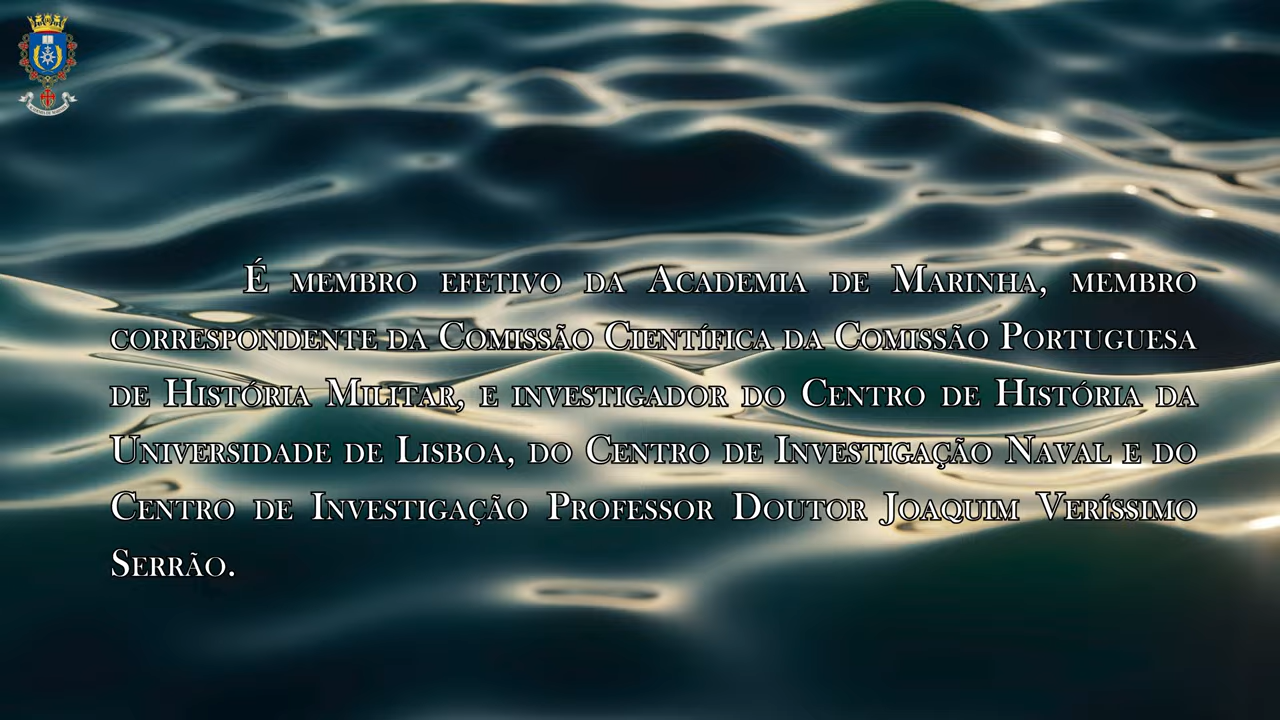 É membro efetivo da Academia de Marinha, membro
correspondente da Comissão Científica da Comissão Portuguesa
de História Militar, e investigador do Centro de História da
Universidade de Lisboa, do Centro de Investigação Naval e do
Centro de Investigação Professor Doutor Joaquim Veríssimo
Serrão.